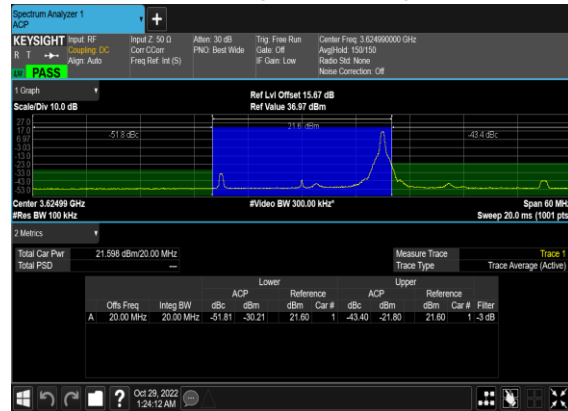 Spectrum Analyzer 1
ACP
+
KEYSIGHT Input: RF Input Z: 50 Ω Atten: 30 dB Trig: Free Run Center Freq: 3.624990000 GHz
R T Coupling: DC Corr CCorr PNO: Best Wide Gate: Off Avg|Hold: 150/150
Align: Auto Freq Ref: Int (S) IF Gain: Low Radio Std: None
LW PASS Noise Correction: Off
1 Graph Ref Lvl Offset 15.67 dB
Scale/Div 10.0 dB Ref Value 36.97 dBm
27.0 21.6 dBm
17.0 -51.8 dBc -43.4 dBc
6.97
-3.03
-13.0
-23.0
-33.0
-43.0
-53.0
Center 3.62499 GHz #Video BW 300.00 kHz* Span 60 MHz
#Res BW 100 kHz Sweep 20.0 ms (1001 pts
2 Metrics
Total Car Pwr 21.598 dBm/20.00 MHz Measure Trace Trace 1
Total PSD --- Trace Type Trace Average (Active)
Lower Upper
ACP Reference ACP Reference
Offs Freq Integ BW dBc dBm dBm Car # dBc dBm dBm Car # Filter
A 20.00 MHz 20.00 MHz -51.81 -30.21 21.60 1 -43.40 -21.80 21.60 1 -3 dB
? Oct 29, 2022
1:24:12 AM